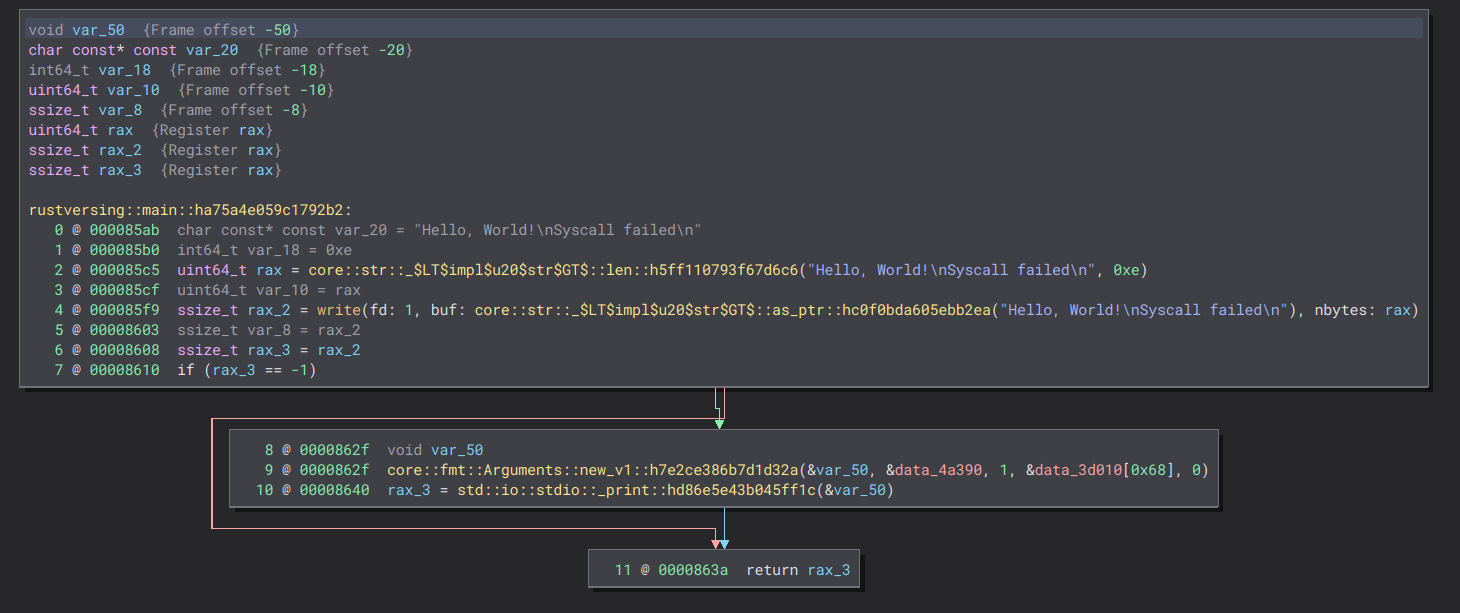 void var_50  {Frame offset -50}
char const* const var_20  {Frame offset -20}
int64_t var_18  {Frame offset -18}
uint64_t var_10  {Frame offset -10}
ssize_t var_8  {Frame offset -8}
uint64_t rax  {Register rax}
ssize_t rax_2  {Register rax}
ssize_t rax_3  {Register rax}
rustversing::main::ha75a4e059c1792b2:
0 @ 000085ab  char const* const var_20 = "Hello, World!\nSyscall failed\n"
1 @ 000085b0  int64_t var_18 = 0xe
2 @ 000085c5  uint64_t rax = core::str::_$LT$impl$u20$str$GT$::len::h5ff110793f67d6c6("Hello, World!\nSyscall failed\n", 0xe)
3 @ 000085cf  uint64_t var_10 = rax
4 @ 000085f9  ssize_t rax_2 = write(fd: 1, buf: core::str::_$LT$impl$u20$str$GT$::as_ptr::hc0f0bda605ebb2ea("Hello, World!\nSyscall failed\n"), nbytes: rax)
5 @ 00008603  ssize_t var_8 = rax_2
6 @ 00008608  ssize_t rax_3 = rax_2
7 @ 00008610  if (rax_3 == -1)
8 @ 0000862f  void var_50
9 @ 0000862f  core::fmt::Arguments::new_v1::h7e2ce386b7d1d32a(&var_50, &data_4a390, 1, &data_3d010[0x68], 0)
10 @ 00008640  rax_3 = std::io::stdio::_print::hd86e5e43b045ff1c(&var_50)
11 @ 0000863a  return rax_3